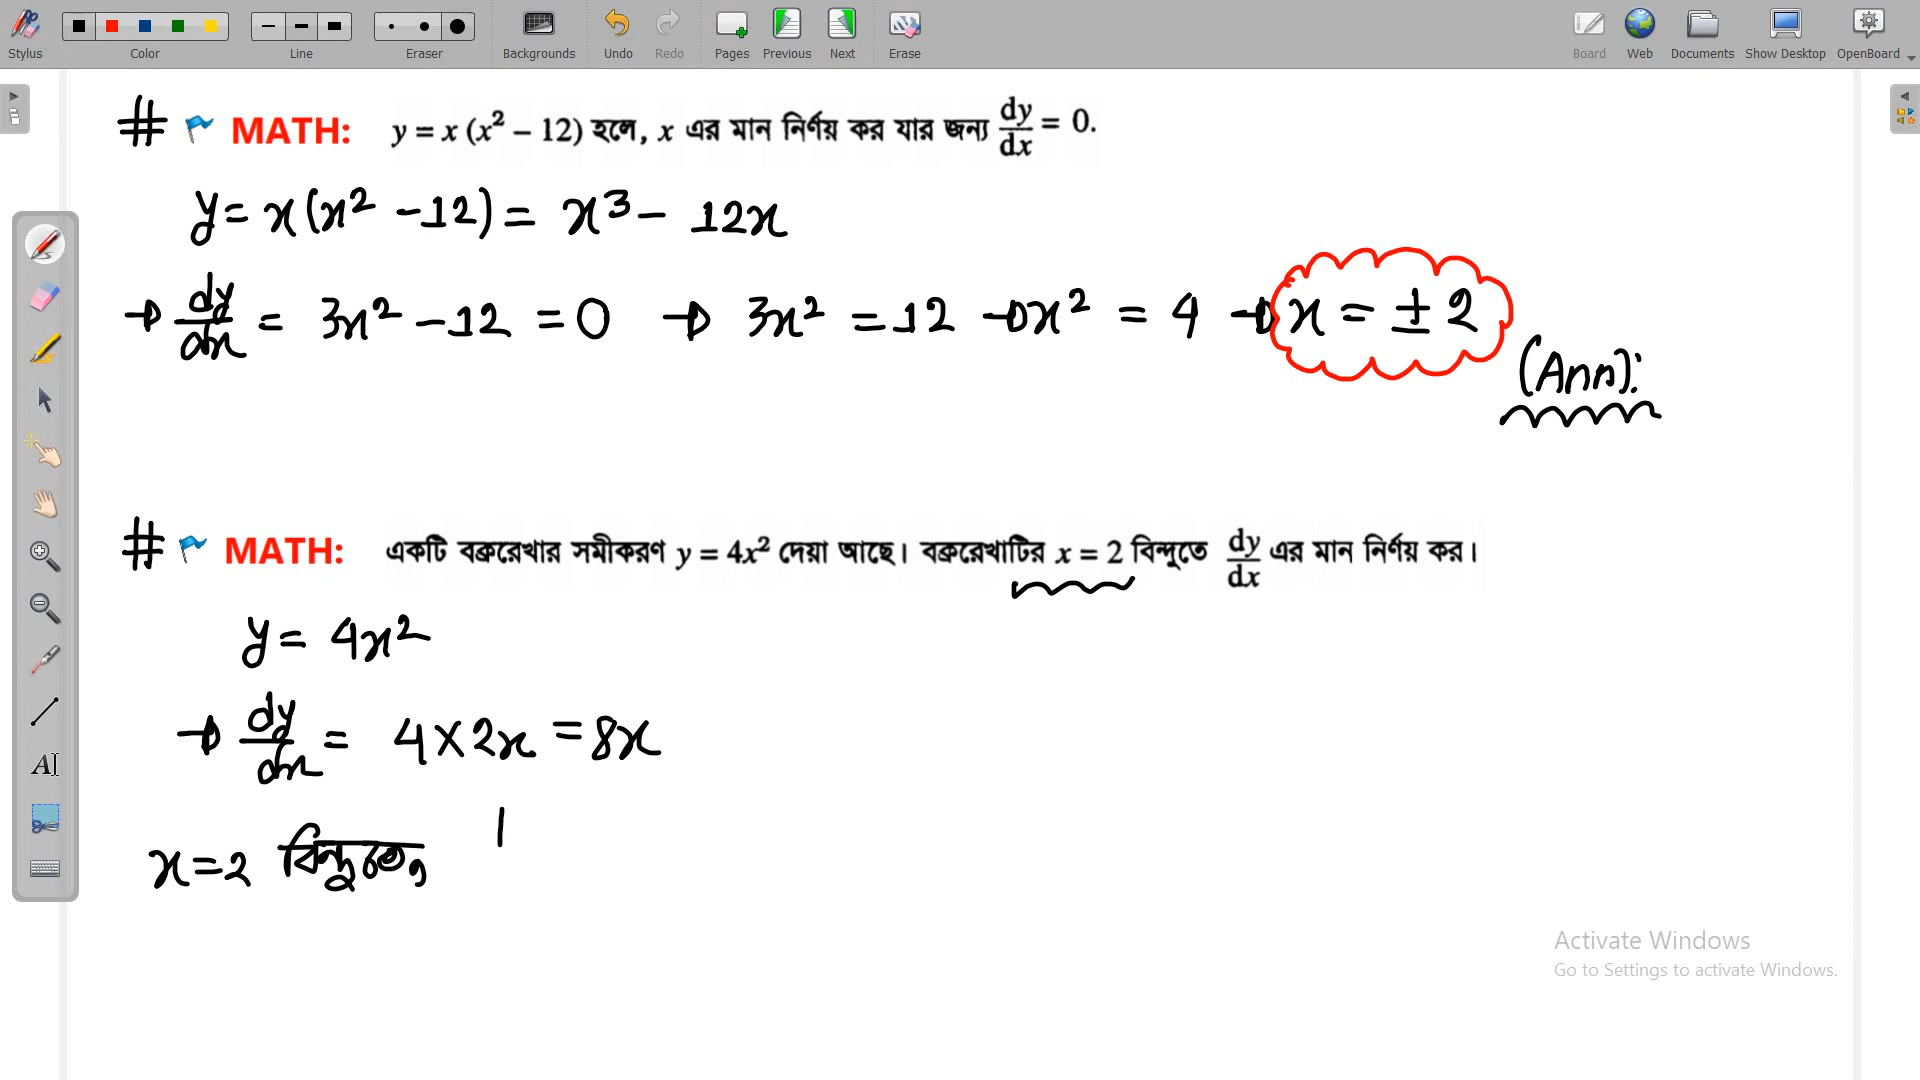 Stylus Color Line Eraser Backgrounds Undo Redo Pages Previous Next Erase Board Web Documents Show Desktop OpenBoard
# MATH: y = x (x² – 12) হলে, x এর মান নির্ণয় কর যার জন্য dy/dx = 0.
y = x(x² - 12) = x³ - 12x
→ dy/dx = 3x² - 12 = 0 → 3x² = 12 → x² = 4 → x = ± 2
(Ans):
# MATH: একটি বক্ররেখার সমীকরণ y = 4x² দেয়া আছে। বক্ররেখাটির x = 2 বিন্দুতে dy/dx এর মান নির্ণয় কর।
y = 4x²
→ dy/dx = 4 × 2x = 8x
x = 2 বিন্দুতে,
Activate Windows
Go to Settings to activate Windows.